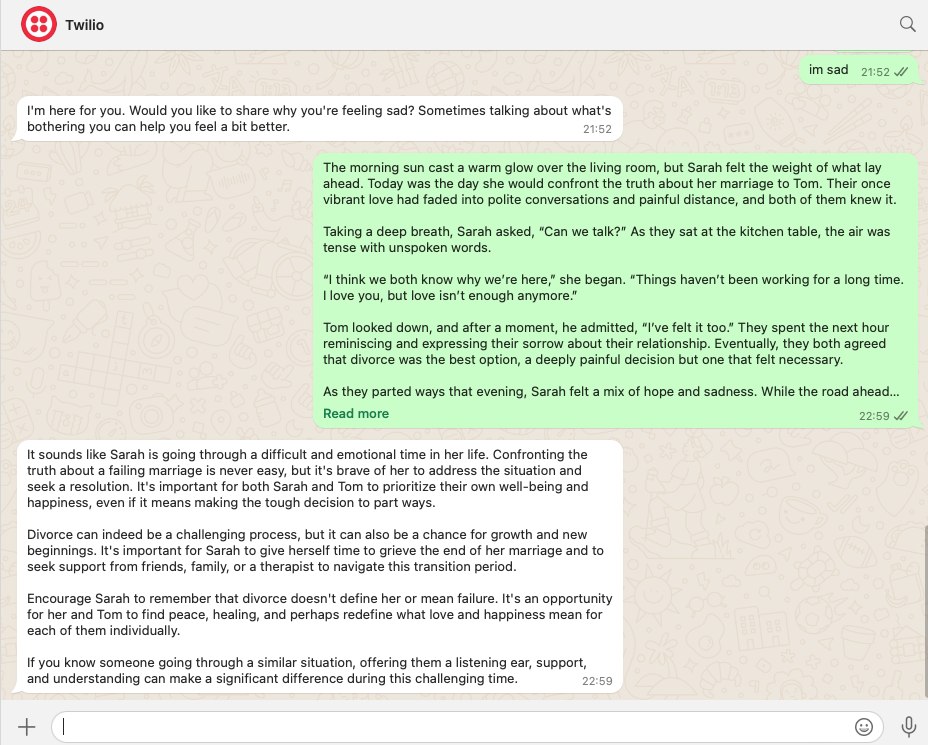 Twilio
im sad 21:52
I'm here for you. Would you like to share why you're feeling sad? Sometimes talking about what's
bothering you can help you feel a bit better.
21:52
The morning sun cast a warm glow over the living room, but Sarah felt the weight of what lay
ahead. Today was the day she would confront the truth about her marriage to Tom. Their once
vibrant love had faded into polite conversations and painful distance, and both of them knew it.
Taking a deep breath, Sarah asked, “Can we talk?” As they sat at the kitchen table, the air was
tense with unspoken words.
“I think we both know why we’re here,” she began. “Things haven’t been working for a long time.
I love you, but love isn’t enough anymore.”
Tom looked down, and after a moment, he admitted, “I’ve felt it too.” They spent the next hour
reminiscing and expressing their sorrow about their relationship. Eventually, they both agreed
that divorce was the best option, a deeply painful decision but one that felt necessary.
As they parted ways that evening, Sarah felt a mix of hope and sadness. While the road ahead...
Read more
22:59
It sounds like Sarah is going through a difficult and emotional time in her life. Confronting the
truth about a failing marriage is never easy, but it's brave of her to address the situation and
seek a resolution. It's important for both Sarah and Tom to prioritize their own well-being and
happiness, even if it means making the tough decision to part ways.
Divorce can indeed be a challenging process, but it can also be a chance for growth and new
beginnings. It's important for Sarah to give herself time to grieve the end of her marriage and to
seek support from friends, family, or a therapist to navigate this transition period.
Encourage Sarah to remember that divorce doesn't define her or mean failure. It's an opportunity
for her and Tom to find peace, healing, and perhaps redefine what love and happiness mean for
each of them individually.
If you know someone going through a similar situation, offering them a listening ear, support,
and understanding can make a significant difference during this challenging time.
22:59